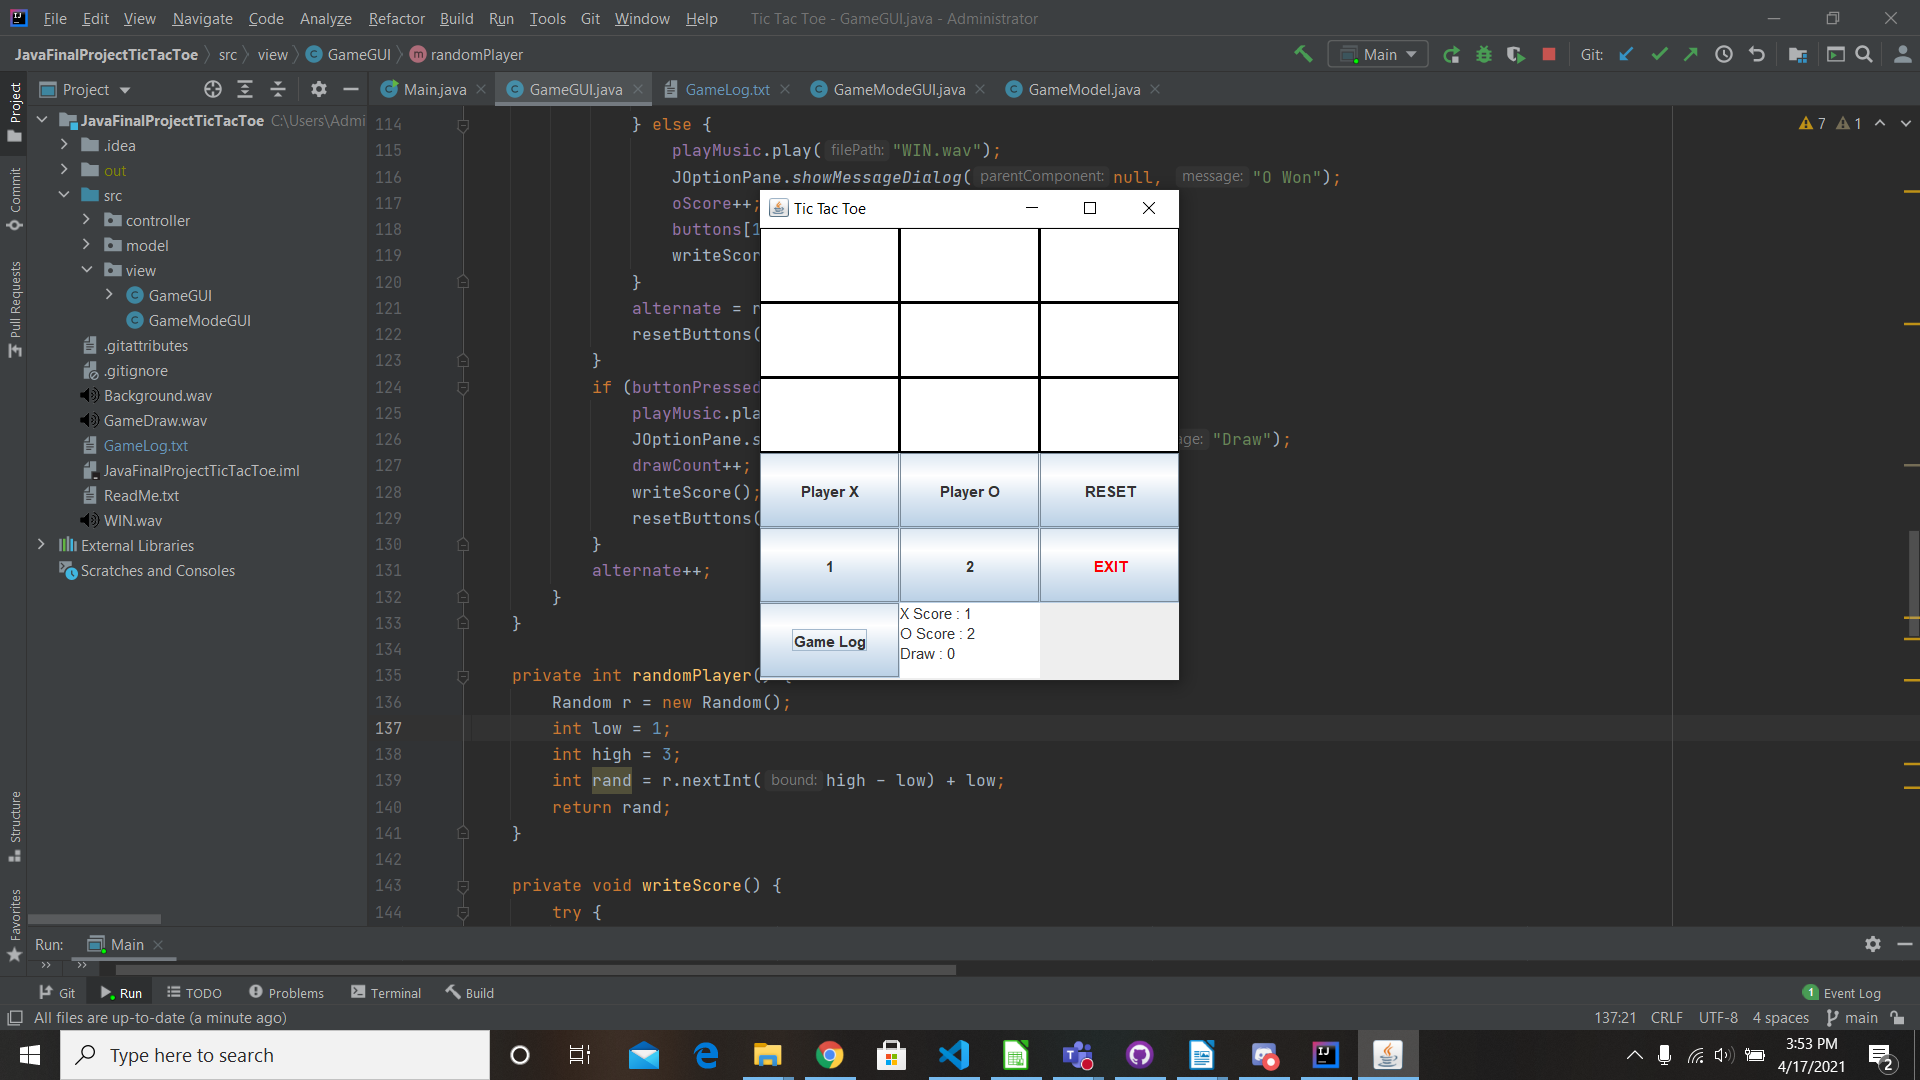 File Edit View Navigate Code Analyze Refactor Build Run Tools Git Window Help Tic Tac Toe - GameGUI.java - Administrator
JavaFinalProjectTicTacToe src view GameGUI randomPlayer Main Git:
Project Main.java GameGUI.java GameLog.txt GameModeGUI.java GameModel.java
Project
Commit
Pull Requests
Structure
Favorites
JavaFinalProjectTicTacToe C:\Users\Admi
.idea
out
src
controller
model
view
GameGUI
GameModeGUI
.gitattributes
.gitignore
Background.wav
GameDraw.wav
GameLog.txt
JavaFinalProjectTicTacToe.iml
ReadMe.txt
WIN.wav
External Libraries
Scratches and Consoles
7 1
114 } else {
115 playMusic.play( filePath: "WIN.wav");
116 JOptionPane.showMessageDialog( parentComponent: null, message: "O Won");
117 oScore++;
118 buttons[1
119 writeScor
120 }
121 alternate = r
122 resetButtons(
123 }
124 if (buttonPressed
125 playMusic.pla
126 JOptionPane.s age: "Draw");
127 drawCount++;
128 writeScore();
129 resetButtons(
130 }
131 alternate++;
132 }
133 }
134
135 private int randomPlayer() {
136 Random r = new Random();
137 int low = 1;
138 int high = 3;
139 int rand = r.nextInt( bound: high - low) + low;
140 return rand;
141 }
142
143 private void writeScore() {
144 try {
Tic Tac Toe
Player X Player O RESET
1 2 EXIT
Game Log
X Score : 1
O Score : 2
Draw : 0
Run: Main
Git Run TODO Problems Terminal Build 1 Event Log
All files are up-to-date (a minute ago) 137:21 CRLF UTF-8 4 spaces main
Type here to search
3:53 PM
4/17/2021
2